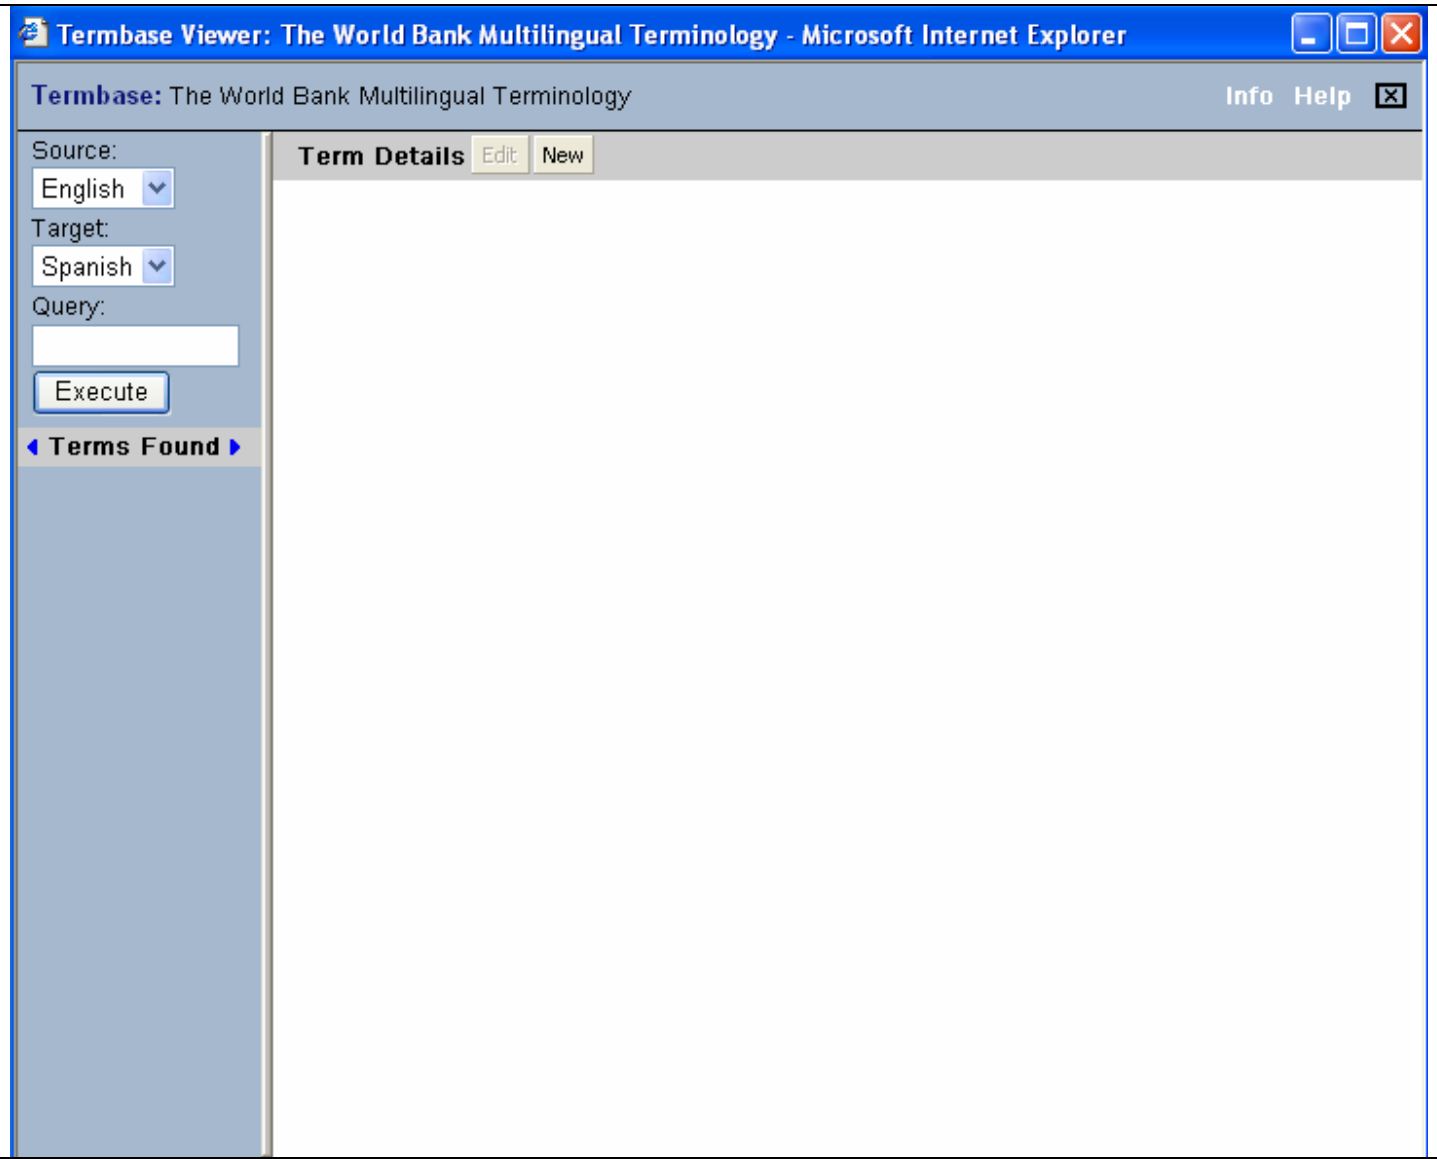 Termbase Viewer: The World Bank Multilingual Terminology - Microsoft Internet Explorer
Termbase: The World Bank Multilingual Terminology Info Help
Source:
English
Target:
Spanish
Query:
Execute
Terms Found
Term Details Edit New